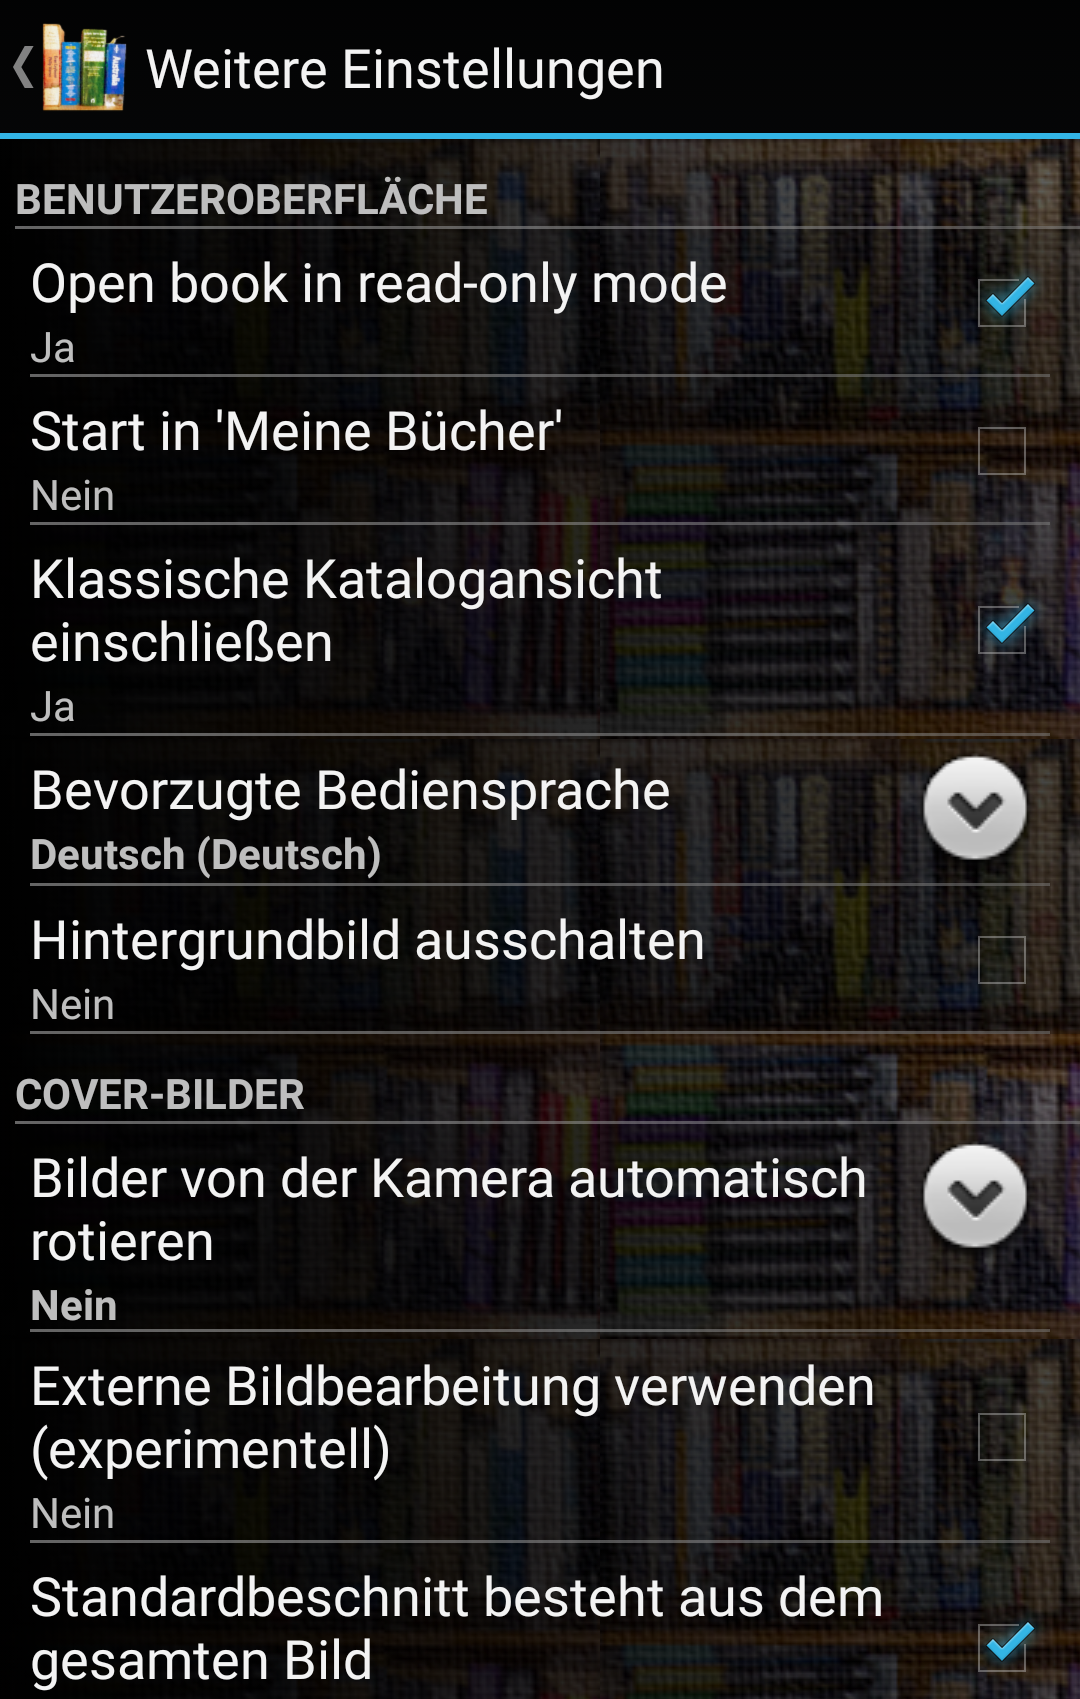 Weitere Einstellungen
BENUTZEROBERFLÄCHE
Open book in read-only mode
Ja
Start in 'Meine Bücher'
Nein
Klassische Katalogansicht
einschließen
Ja
Bevorzugte Bediensprache
Deutsch (Deutsch)
Hintergrundbild ausschalten
Nein
COVER-BILDER
Bilder von der Kamera automatisch
rotieren
Nein
Externe Bildbearbeitung verwenden
(experimentell)
Nein
Standardbeschnitt besteht aus dem
gesamten Bild